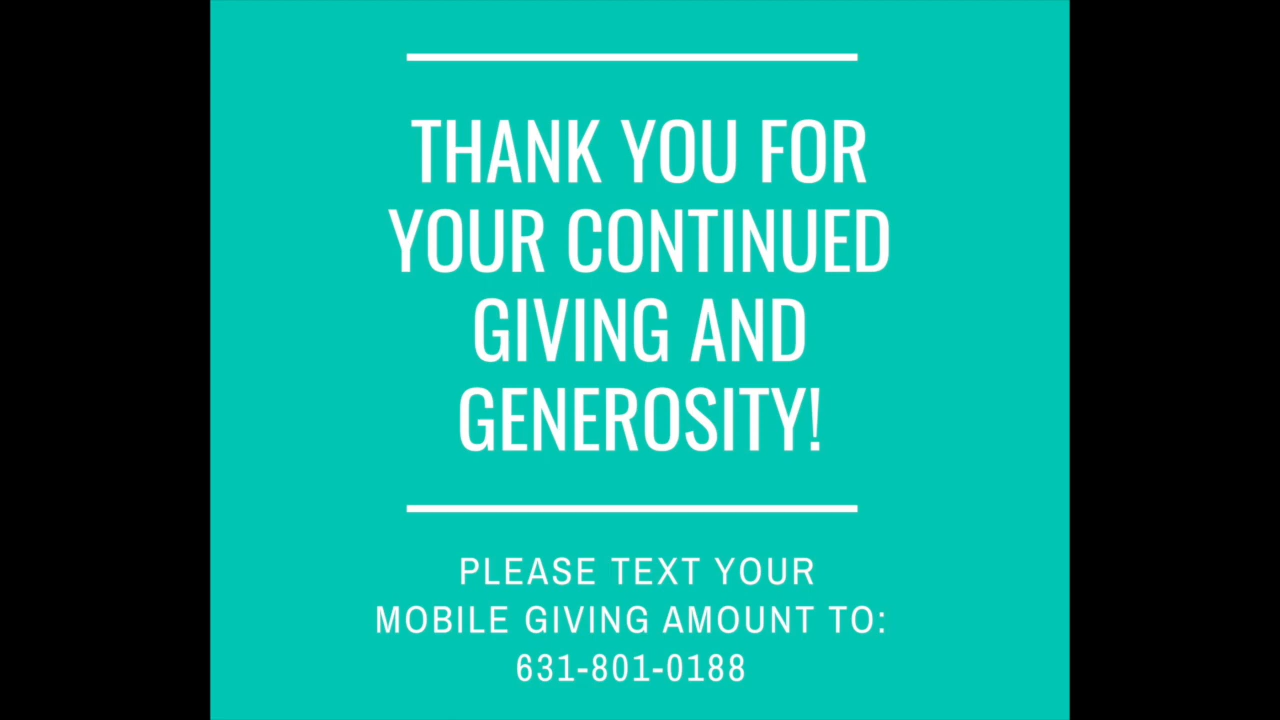 THANK YOU FOR
YOUR CONTINUED
GIVING AND
GENEROSITY!
PLEASE TEXT YOUR
MOBILE GIVING AMOUNT TO:
631-801-0188